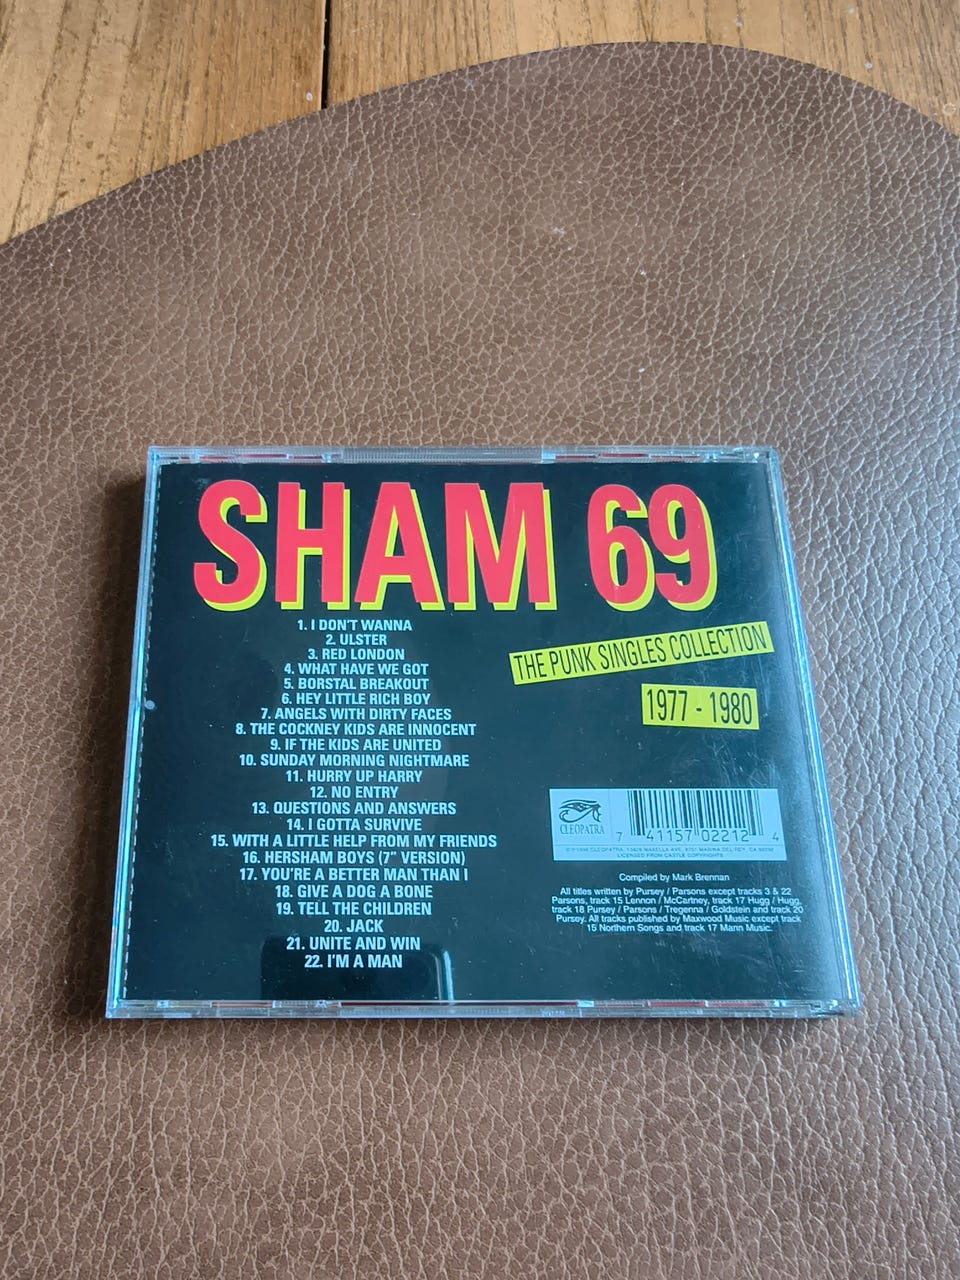 SHAM 69
1. I DON'T WANNA
2. ULSTER
3. RED LONDON
4. WHAT HAVE WE GOT
5. BORSTAL BREAKOUT
6. HEY LITTLE RICH BOY
7. ANGELS WITH DIRTY FACES
8. THE COCKNEY KIDS ARE INNOCENT
9. IF THE KIDS ARE UNITED
10. SUNDAY MORNING NIGHTMARE
11. HURRY UP HARRY
12. NO ENTRY
13. QUESTIONS AND ANSWERS
14. I GOTTA SURVIVE
15. WITH A LITTLE HELP FROM MY FRIENDS
16. HERSHAM BOYS (7" VERSION)
17. YOU'RE A BETTER MAN THAN I
18. GIVE A DOG A BONE
19. TELL THE CHILDREN
20. JACK
21. UNITE AND WIN
22. I'M A MAN
THE PUNK SINGLES COLLECTION
1977 - 1980
CLEOPATRA
7 41157 02212 4
CLEOPATRA, MARINA DEL REY, CA
LICENSED FROM CASTLE COPYRIGHTS
Compiled by Mark Brennan
All titles written by Pursey / Parsons except tracks 3 & 22
Parsons, track 15 Lennon / McCartney, track 17 Hugg / Hugg,
track 18 Pursey / Parsons / Tregenna / Goldstein and track 20
Pursey. All tracks published by Maxwood Music except track
15 Northern Songs and track 17 Mann Music.